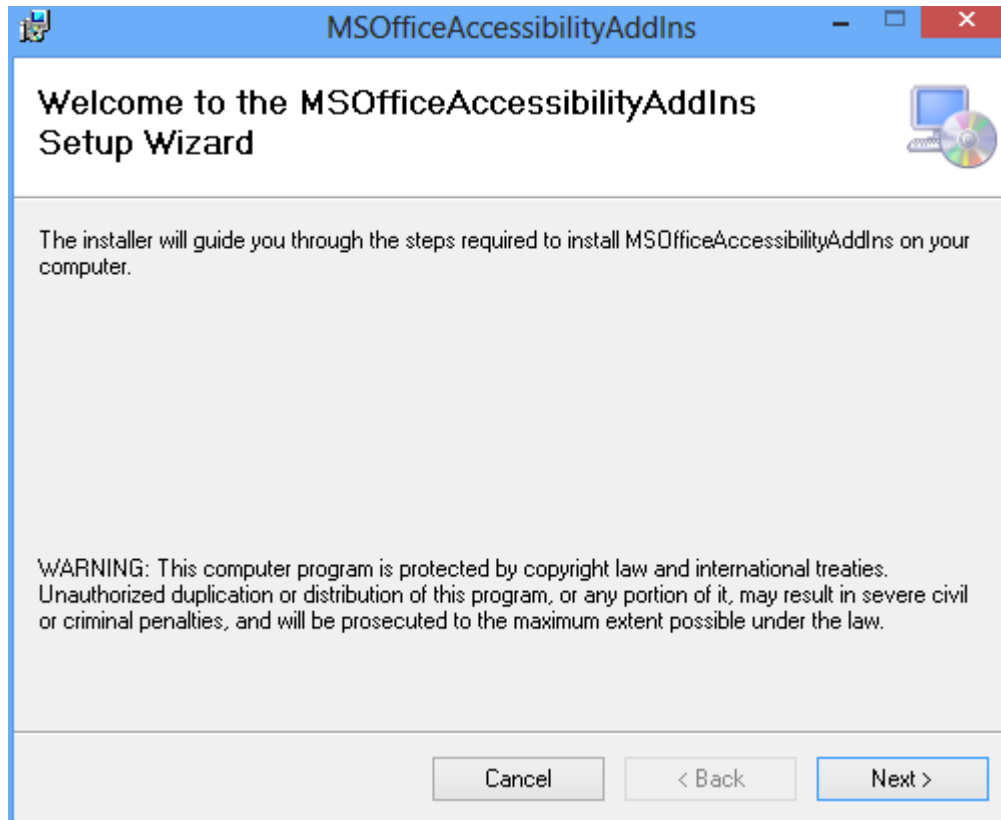 MSOfficeAccessibilityAddIns
Welcome to the MSOfficeAccessibilityAddIns
Setup Wizard
The installer will guide you through the steps required to install MSOfficeAccessibilityAddIns on your
computer.
WARNING: This computer program is protected by copyright law and international treaties.
Unauthorized duplication or distribution of this program, or any portion of it, may result in severe civil
or criminal penalties, and will be prosecuted to the maximum extent possible under the law.
Cancel < Back Next >